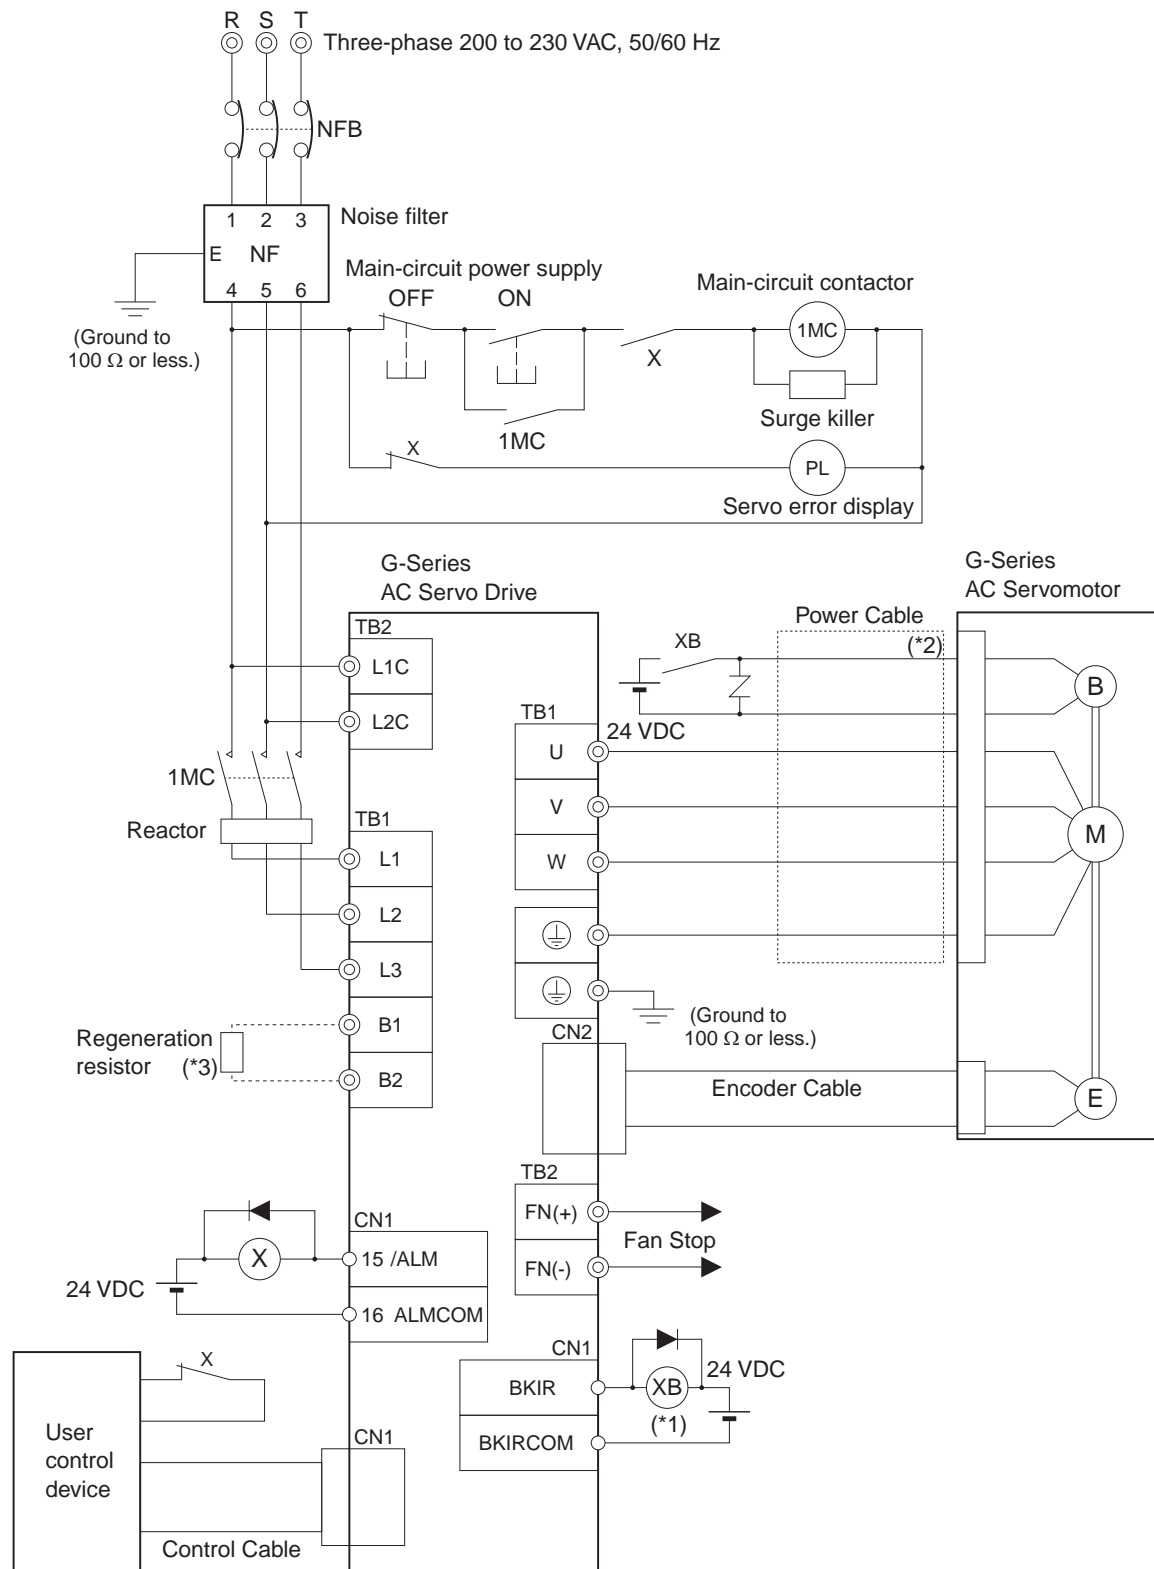 R S T
Three-phase 200 to 230 VAC, 50/60 Hz
NFB
1 2 3
Noise filter
E NF
4 5 6
(Ground to
100 Ω or less.)
Main-circuit power supply
OFF ON
Main-circuit contactor
1MC
X
Surge killer
1MC
X
PL
Servo error display
G-Series
AC Servo Drive
G-Series
AC Servomotor
TB2
L1C
L2C
XB
Power Cable
(*2)
B
24 VDC
TB1
U
V
W
M
1MC
Reactor
TB1
L1
L2
L3
B1
B2
Regeneration
resistor (*3)
(Ground to
100 Ω or less.)
CN2
Encoder Cable
E
TB2
FN(+)
FN(-)
Fan Stop
CN1
X
15 /ALM
16 ALMCOM
24 VDC
CN1
BKIR
BKIRCOM
XB
(*1)
24 VDC
X
User
control
device
CN1
Control Cable